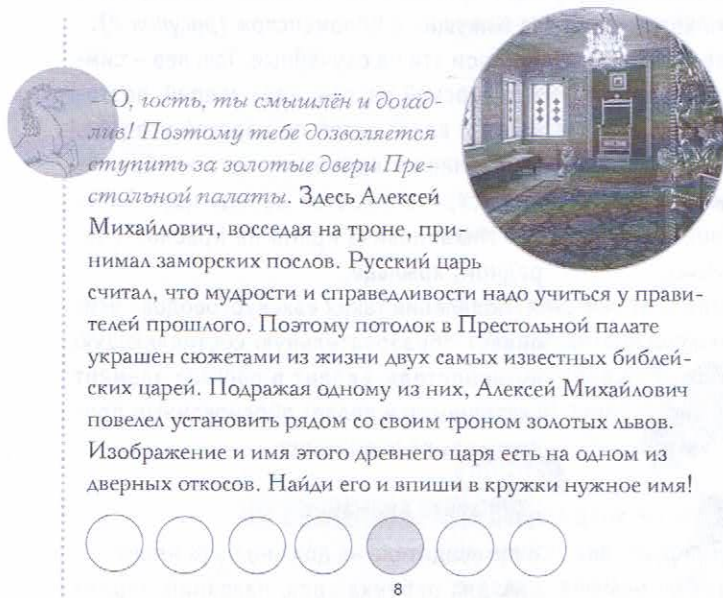 – О, гость, ты смышлён и догад-
лив! Поэтому тебе дозволяется
ступить за золотые двери Пре-
стольной палаты. Здесь Алексей
Михайлович, восседая на троне, при-
нимал заморских послов. Русский царь
считал, что мудрости и справедливости надо учиться у прави-
телей прошлого. Поэтому потолок в Престольной палате
украшен сюжетами из жизни двух самых известных библей-
ских царей. Подражая одному из них, Алексей Михайлович
повелел установить рядом со своим троном золотых львов.
Изображение и имя этого древнего царя есть на одном из
дверных откосов. Найди его и впиши в кружки нужное имя!
8